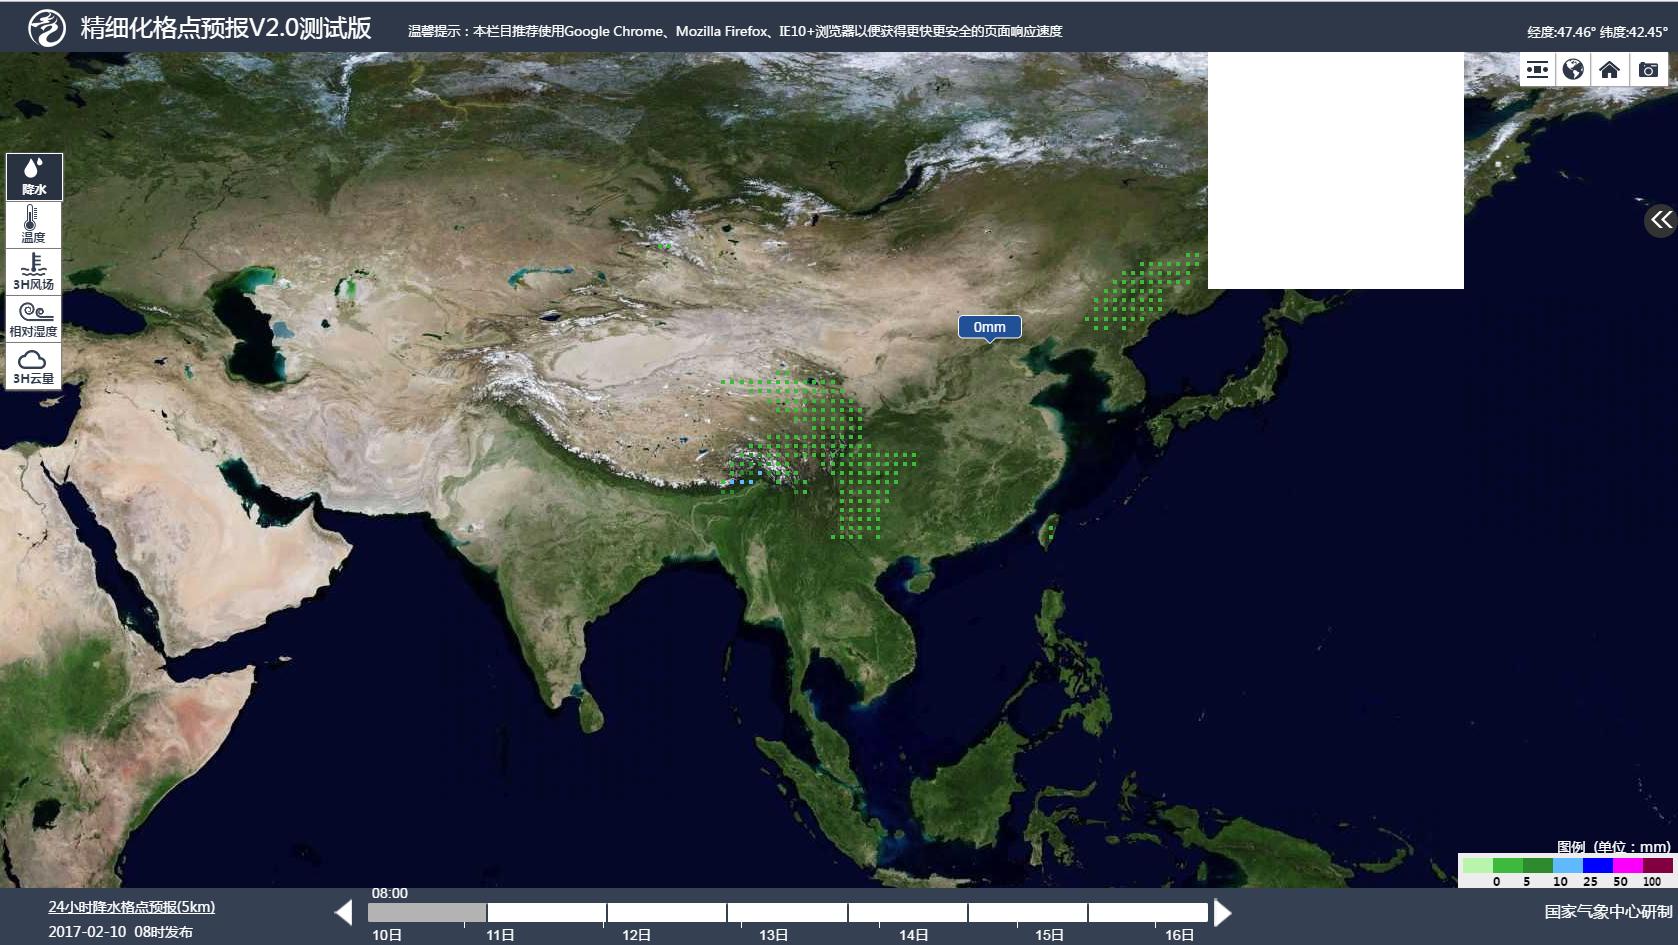 精细化格点预报V2.0测试版
温馨提示：本栏目推荐使用Google Chrome、Mozilla Firefox、IE10+浏览器以便获得更快更安全的页面响应速度
经度:47.46° 纬度:42.45°
降水
温度
3H风场
相对湿度
3H云量
0mm
图例 (单位：mm)
0 5 10 25 50 100
08:00
24小时降水格点预报(5km)
2017-02-10 08时发布
10日 11日 12日 13日 14日 15日 16日
国家气象中心研制